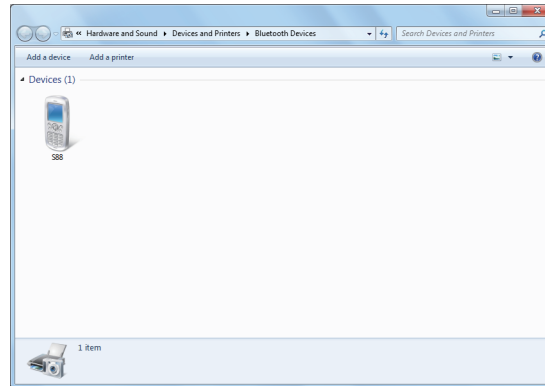 « Hardware and Sound ▸ Devices and Printers ▸ Bluetooth Devices Search Devices and Printers
Add a device Add a printer
Devices (1)
S88
1 item